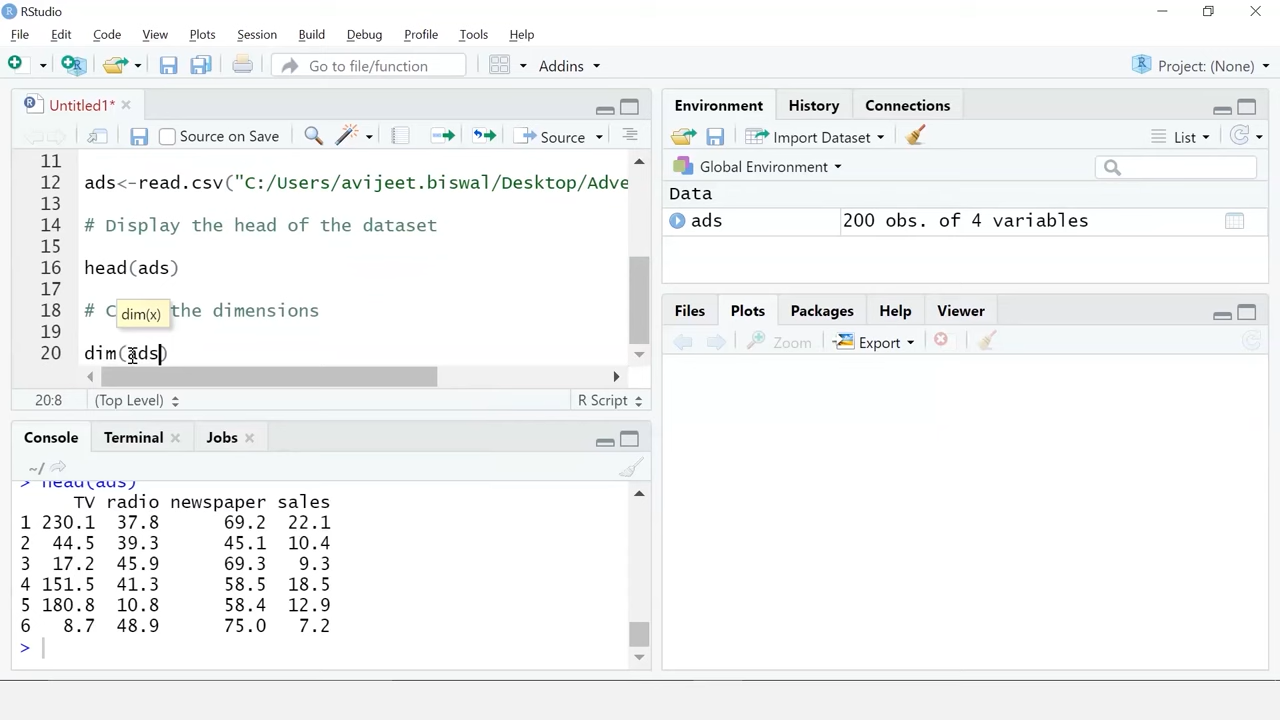 RStudio
File Edit Code View Plots Session Build Debug Profile Tools Help
Go to file/function Addins Project: (None)
Untitled1*
Source on Save Source
11
12 ads<-read.csv("C:/Users/avijeet.biswal/Desktop/Adve
13
14 # Display the head of the dataset
15
16 head(ads)
17
18 # C the dimensions
dim(x)
19
20 dim(ads)
20:8 (Top Level) R Script
Console Terminal Jobs
~/
> head(ads)
TV radio newspaper sales
1 230.1 37.8 69.2 22.1
2 44.5 39.3 45.1 10.4
3 17.2 45.9 69.3 9.3
4 151.5 41.3 58.5 18.5
5 180.8 10.8 58.4 12.9
6 8.7 48.9 75.0 7.2
>
Environment History Connections
Import Dataset List
Global Environment
Data
ads 200 obs. of 4 variables
Files Plots Packages Help Viewer
Zoom Export